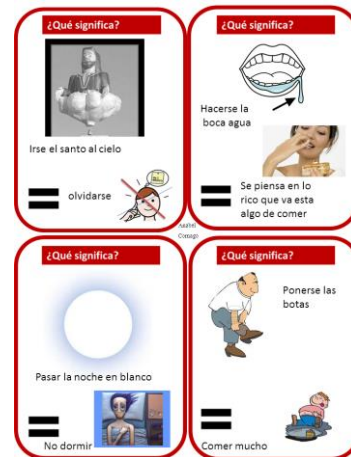 ¿Qué significa?
Irse el santo al cielo
olvidarse
¿Qué significa?
Hacerse la
boca agua
Se piensa en lo
rico que va esta
algo de comer
¿Qué significa?
Pasar la noche en blanco
No dormir
¿Qué significa?
Ponerse las
botas
Comer mucho